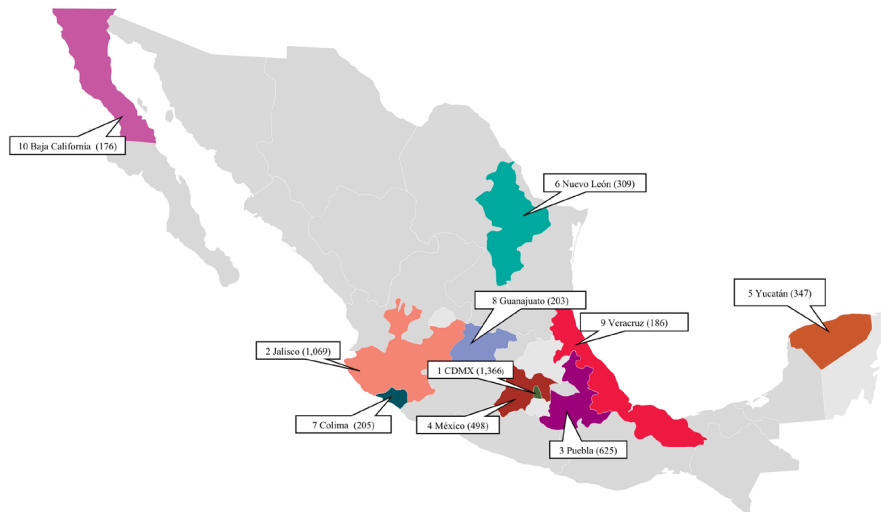 10 Baja California (176)
6 Nuevo León (309)
5 Yucatán (347)
8 Guanajuato (203)
9 Veracruz (186)
2 Jalisco (1,069)
1 CDMX (1,366)
7 Colima (205)
4 México (498)
3 Puebla (625)